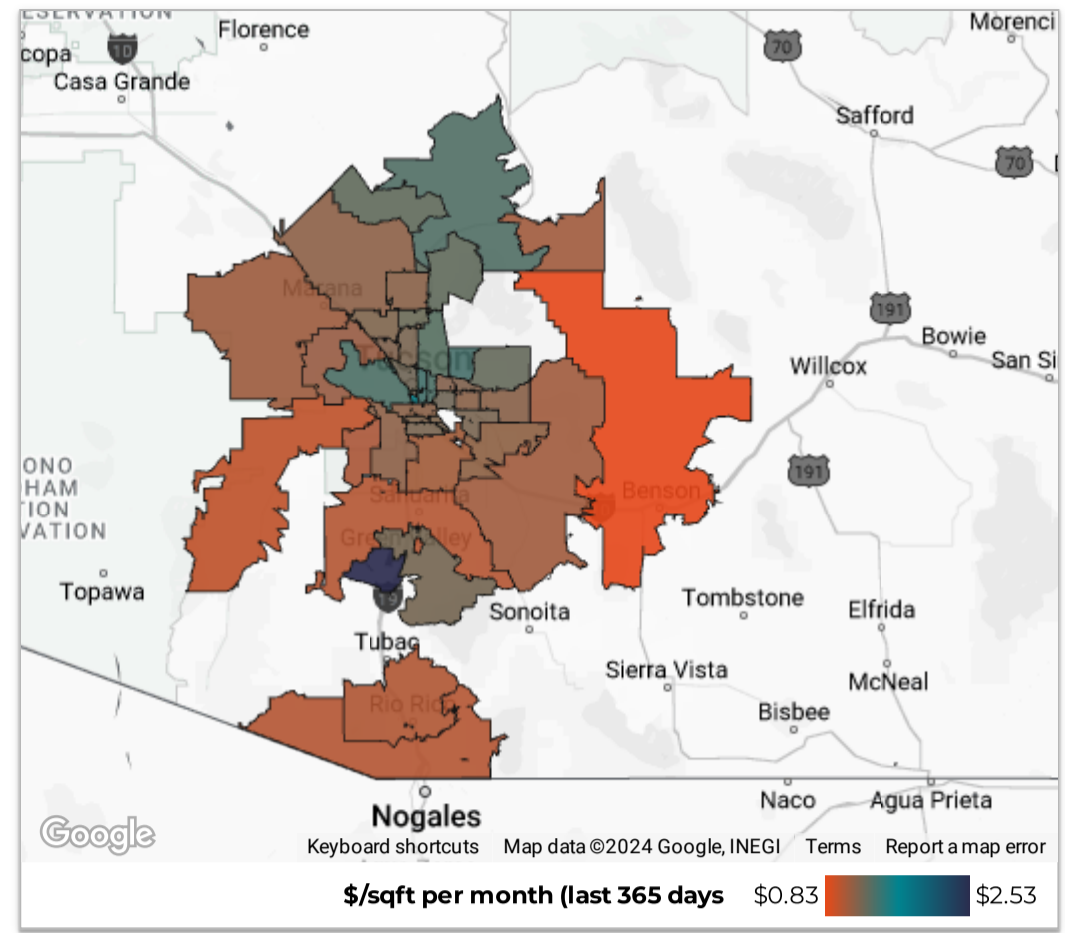 ESERVATION
Florence
Morenci
10
copa
70
Casa Grande
Safford
70
191
Marana
Bowie
San Si
Tucson
Willcox
ONO
HAM
TION
VATION
191
Benson
Sahuarita
Green Valley
Topawa
19
Sonoita
Tombstone
Elfrida
Tubac
Sierra Vista
McNeal
Rio Rico
Bisbee
Nogales
Naco
Agua Prieta
Google
Keyboard shortcuts Map data ©2024 Google, INEGI Terms Report a map error
$/sqft per month (last 365 days $0.83 $2.53